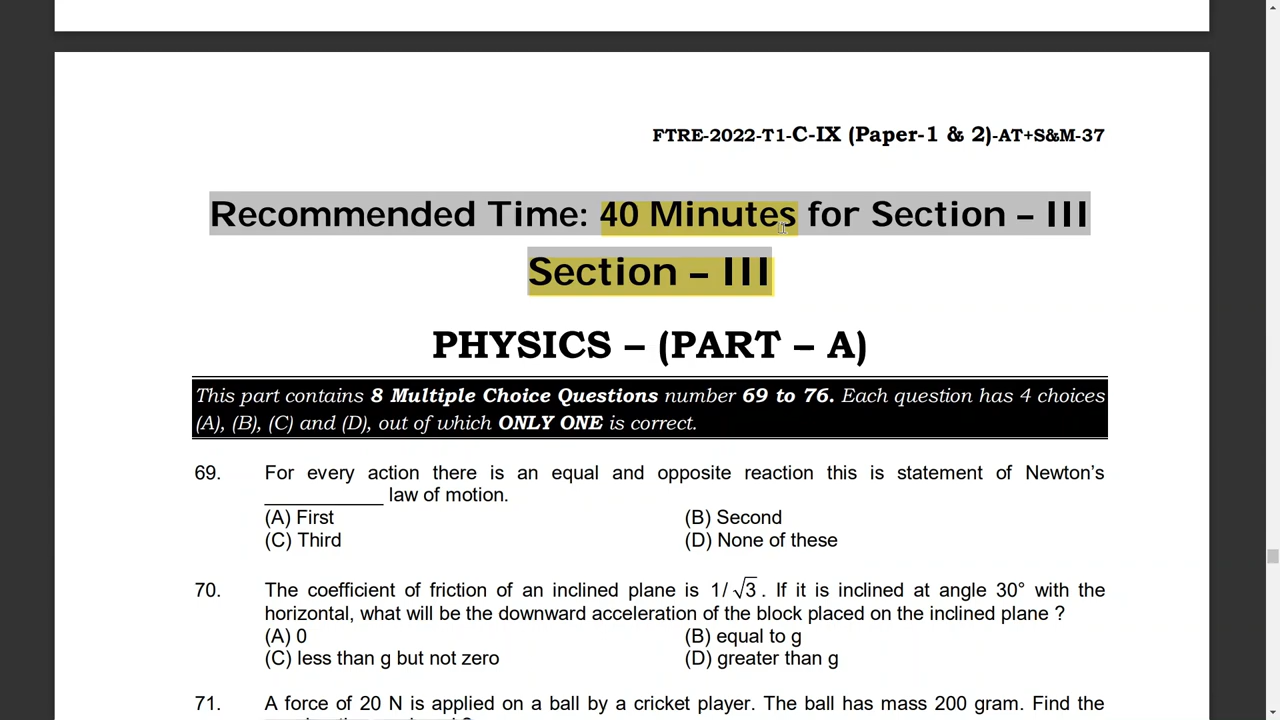 FTRE-2022-T1-C-IX (Paper-1 & 2)-AT+S&M-37
Recommended Time: 40 Minutes for Section – III
Section – III
PHYSICS – (PART – A)
This part contains 8 Multiple Choice Questions number 69 to 76. Each question has 4 choices
(A), (B), (C) and (D), out of which ONLY ONE is correct.
69. For every action there is an equal and opposite reaction this is statement of Newton’s
___________ law of motion.
(A) First (B) Second
(C) Third (D) None of these
70. The coefficient of friction of an inclined plane is 1/√3. If it is inclined at angle 30° with the
horizontal, what will be the downward acceleration of the block placed on the inclined plane ?
(A) 0 (B) equal to g
(C) less than g but not zero (D) greater than g
71. A force of 20 N is applied on a ball by a cricket player. The ball has mass 200 gram. Find the